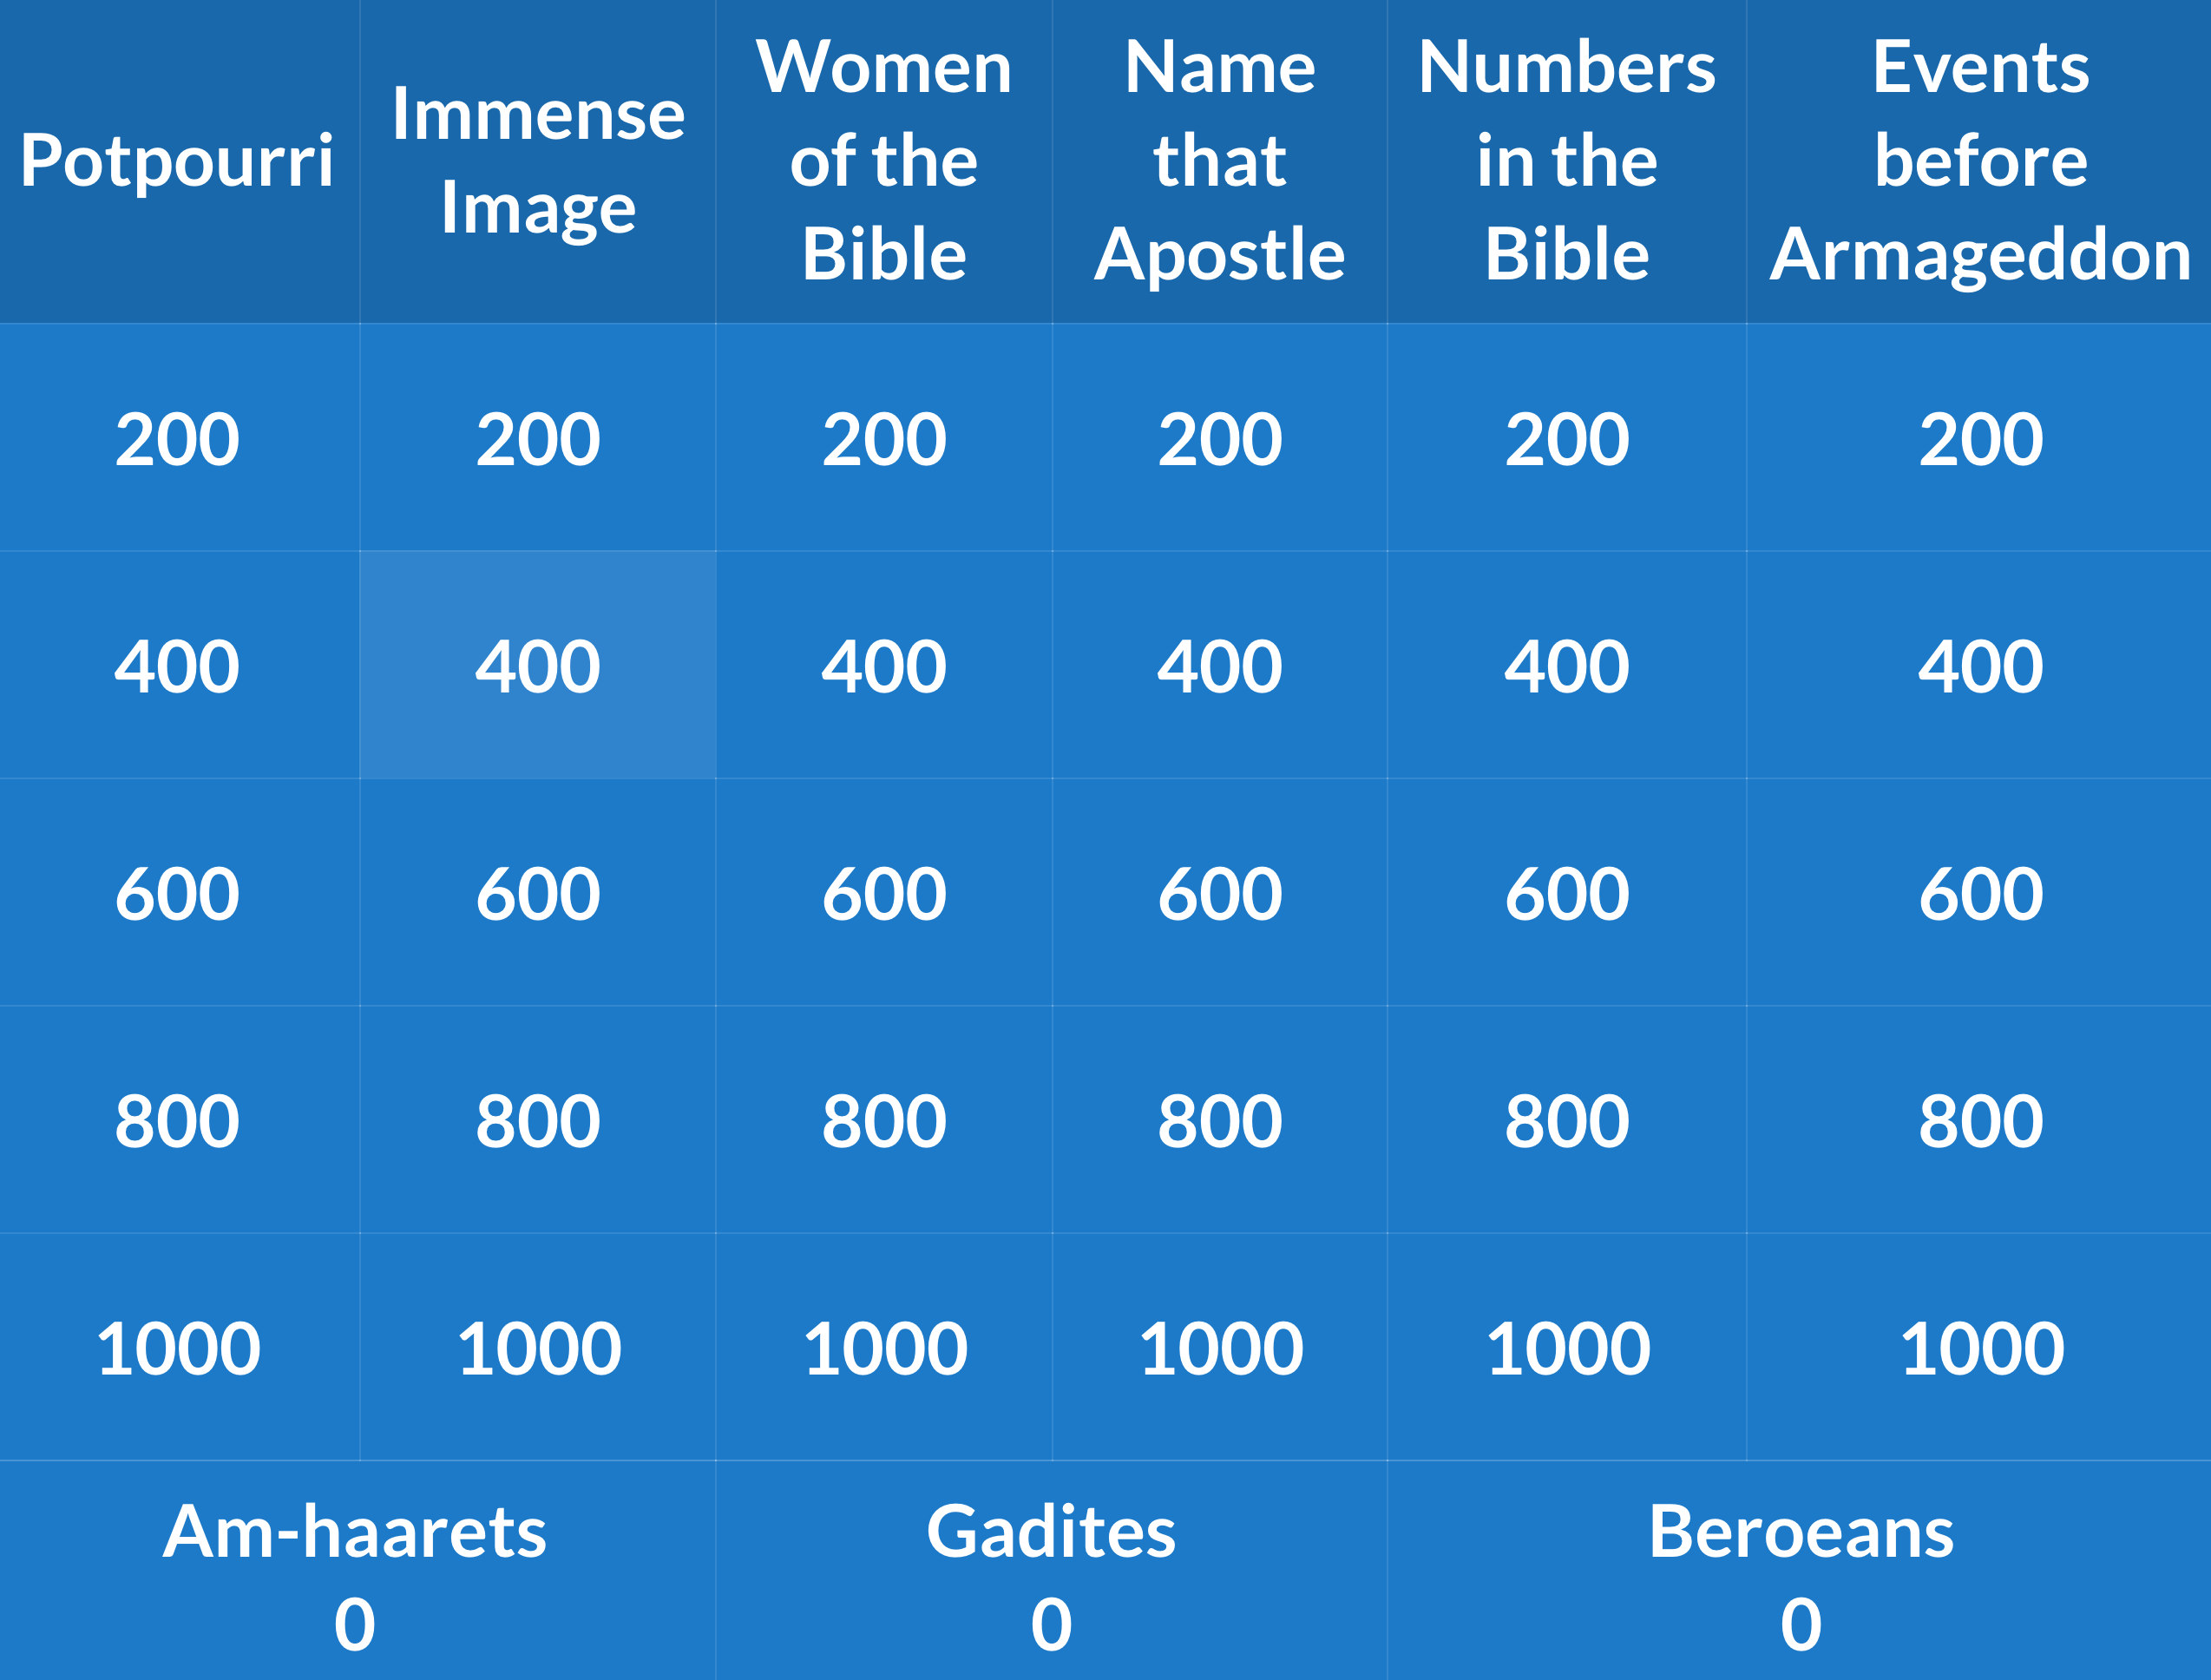 Potpourri
Immense
Image
Women
of the
Bible
Name
that
Apostle
Numbers
in the
Bible
Events
before
Armageddon
200 200 200 200 200 200
400 400 400 400 400 400
600 600 600 600 600 600
800 800 800 800 800 800
1000 1000 1000 1000 1000 1000
Am-haarets
0
Gadites
0
Beroeans
0